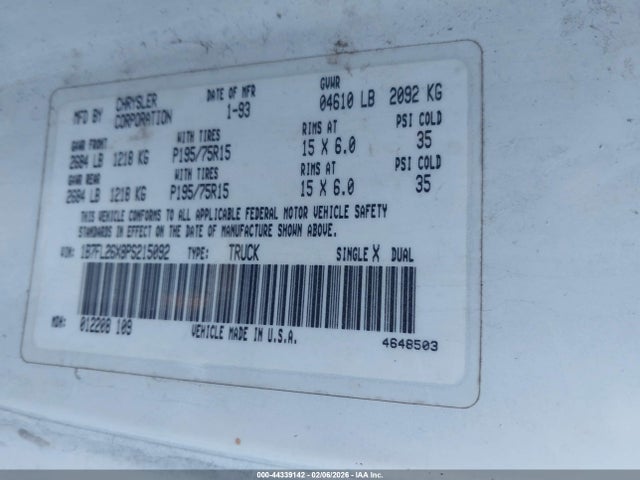 MFD BY CHRYSLER CORPORATION DATE OF MFR 1-93 GVWR 04610 LB 2092 KG
GAWR FRONT WITH TIRES RIMS AT PSI COLD
2684 LB 1218 KG P195/75R15 15 X 6.0 35
GAWR REAR WITH TIRES RIMS AT PSI COLD
2684 LB 1218 KG P195/75R15 15 X 6.0 35
THIS VEHICLE CONFORMS TO ALL APPLICABLE FEDERAL MOTOR VEHICLE SAFETY
STANDARDS IN EFFECT ON THE DATE OF MANUFACTURE SHOWN ABOVE.
VIN: 1B7FL26X9PS215092 TYPE: TRUCK SINGLE X DUAL
MDH: 012208 109 VEHICLE MADE IN U.S.A. 4648503
000-44339142 - 02/06/2026 - IAA Inc.